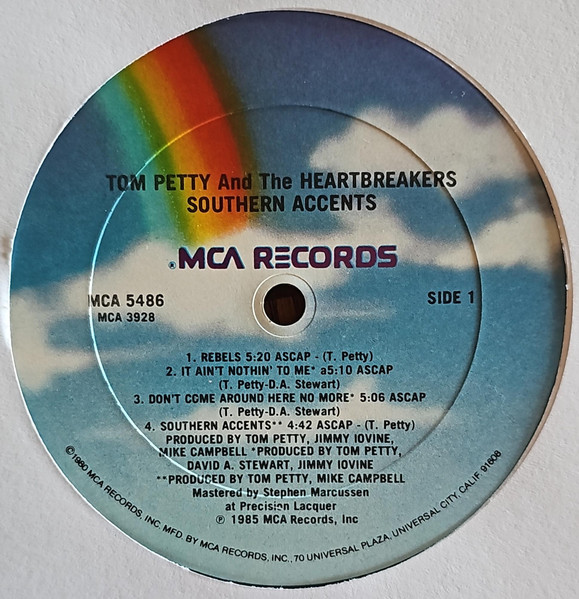 TOM PETTY And The HEARTBREAKERS
SOUTHERN ACCENTS
®MCA RECORDS
MCA 5486
MCA 3928
SIDE 1
1. REBELS 5:20 ASCAP - (T. Petty)
2. IT AIN'T NOTHIN' TO ME* a5:10 ASCAP
(T. Petty-D.A. Stewart)
3. DON'T COME AROUND HERE NO MORE* 5:06 ASCAP
(T. Petty-D.A. Stewart)
4. SOUTHERN ACCENTS** 4:42 ASCAP - (T. Petty)
PRODUCED BY TOM PETTY, JIMMY IOVINE,
MIKE CAMPBELL *PRODUCED BY TOM PETTY,
DAVID A. STEWART, JIMMY IOVINE
**PRODUCED BY TOM PETTY, MIKE CAMPBELL
Mastered by Stephen Marcussen
at Precision Lacquer
℗ 1985 MCA Records, Inc
©1980 MCA RECORDS, INC. MFD. BY MCA RECORDS, INC., 70 UNIVERSAL PLAZA, UNIVERSAL CITY, CALIF. 91608